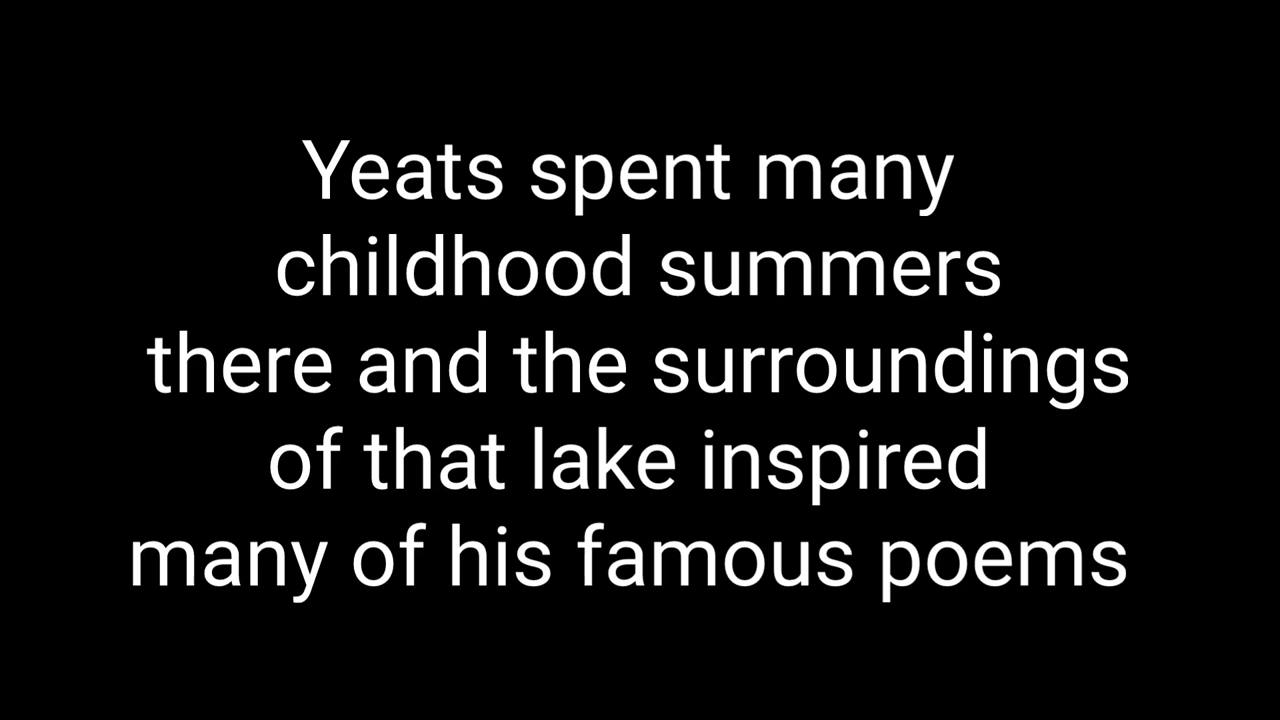 Yeats spent many
childhood summers
there and the surroundings
of that lake inspired
many of his famous poems